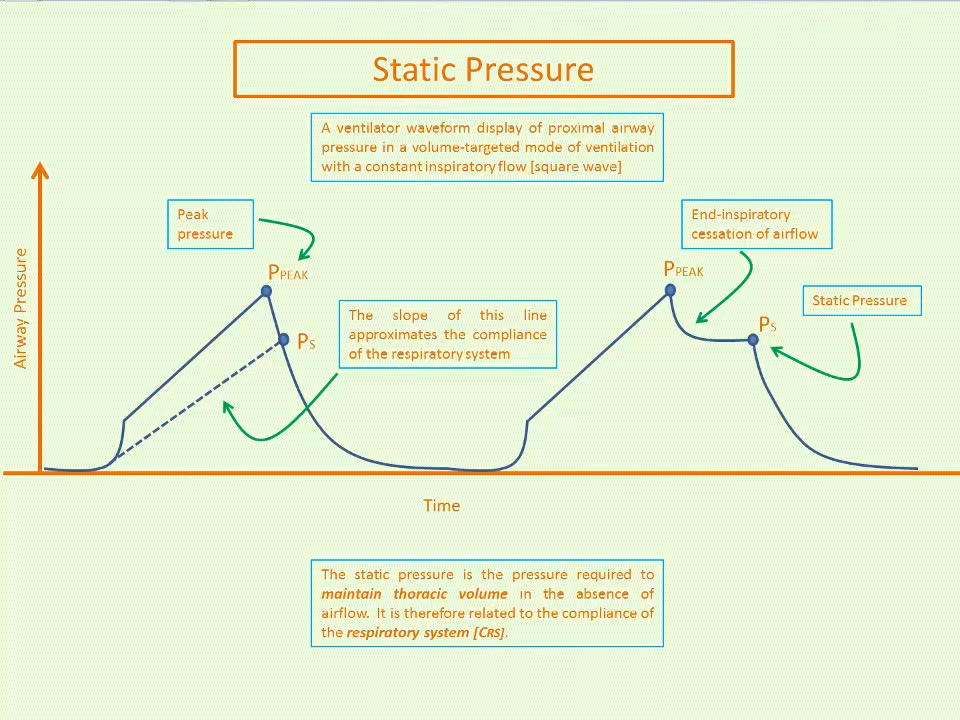 Static Pressure
A ventilator waveform display of proximal airway
pressure in a volume-targeted mode of ventilation
with a constant inspiratory flow [square wave]
Peak
pressure
End-inspiratory
cessation of airflow
PPEAK
PPEAK
Static Pressure
The slope of this line
approximates the compliance
of the respiratory system
PS
PS
Airway Pressure
Time
The static pressure is the pressure required to
maintain thoracic volume in the absence of
airflow. It is therefore related to the compliance of
the respiratory system [CRS].